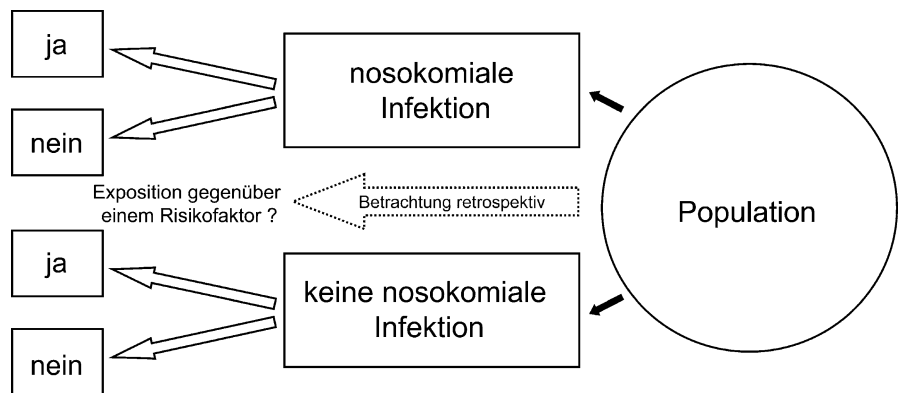 ja
nein
nosokomiale
Infektion
Exposition gegenüber
einem Risikofaktor ?
Betrachtung retrospektiv
Population
ja
nein
keine nosokomiale
Infektion